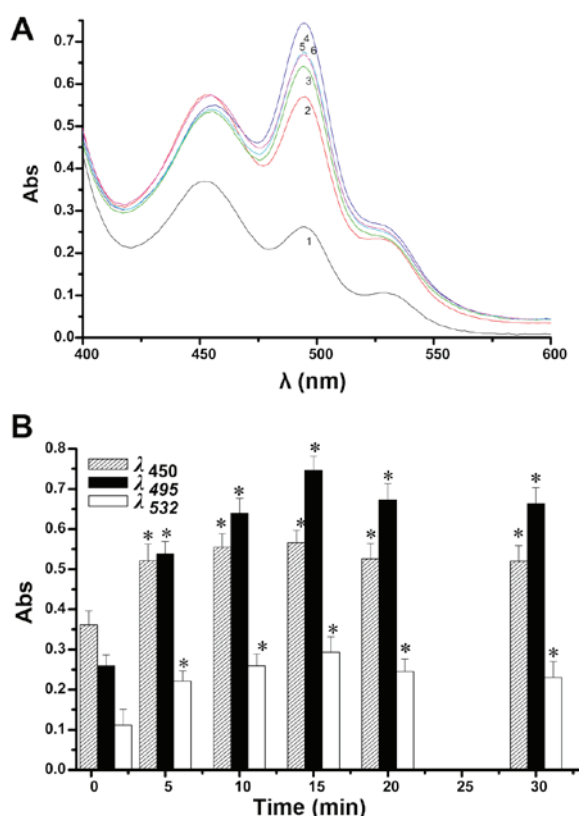 A
0.7
0.6
0.5
0.4
0.3
0.2
0.1
0.0
Abs
4
5 6
3
2
1
400 450 500 550 600
λ (nm)
B
0.8
0.7
0.6
0.5
0.4
0.3
0.2
0.1
0.0
Abs
λ 450
λ 495
λ 532
* * * * * * * * * * * * * * *
0 5 10 15 20 25 30
Time (min)